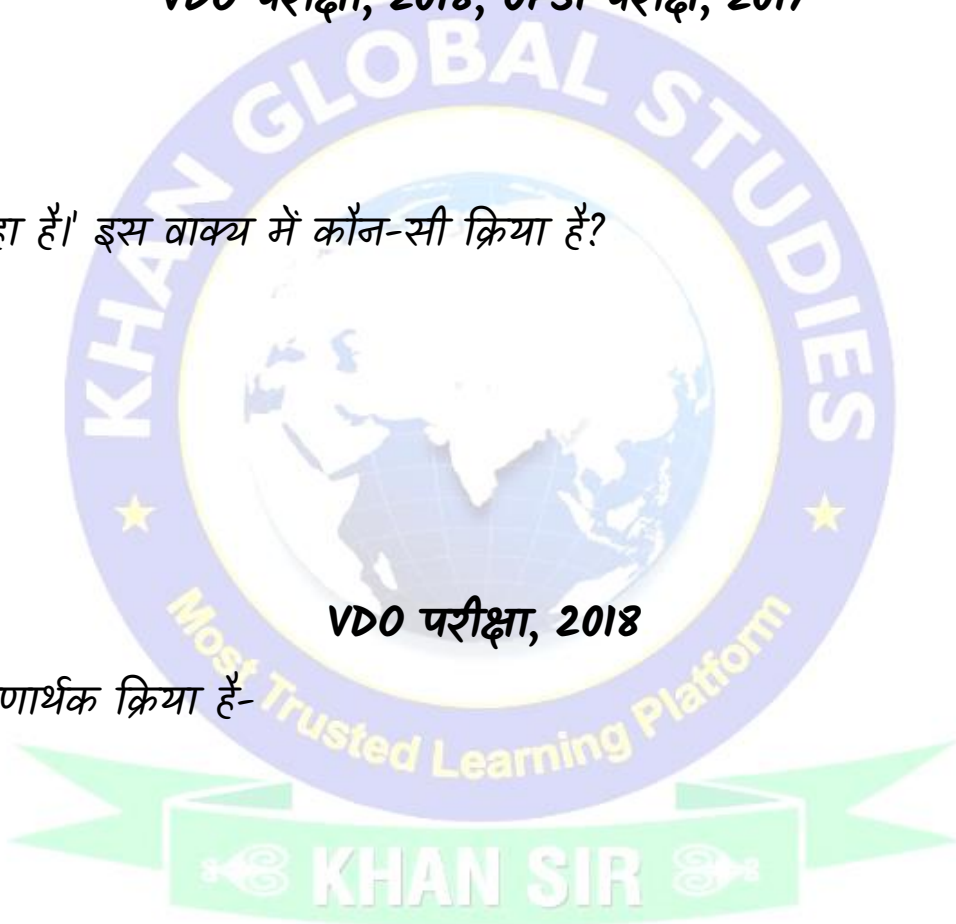 VDO परीक्षा, 2018, UPSI परीक्षा, 2017
KHAN GLOBAL STUDIES
है।' इस वाक्य में कौन-सी क्रिया है?
VDO परीक्षा, 2018
क्रिया है-
Most Trusted Learning Platform
KHAN SIR